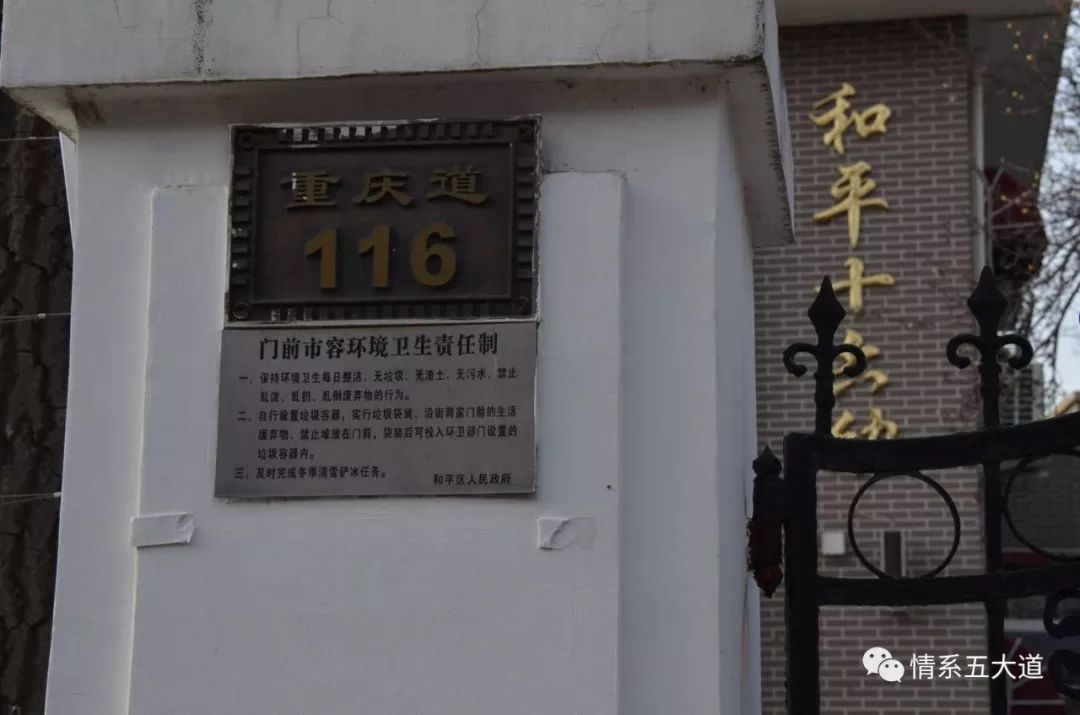 重庆道
116
门前市容环境卫生责任制
一、保持环境卫生每日整洁、无垃圾、无渣土、无污水、禁止
乱泼、乱扔、乱倒废弃物的行为。
二、自行设置垃圾容器，实行垃圾袋装、沿街商家门脸的生活
废弃物、禁止堆放在门前，袋装后可投入环卫部门设置的
垃圾容器内。
三、及时完成冬季清雪铲冰任务。
和平区人民政府
和平十六幼
情系五大道